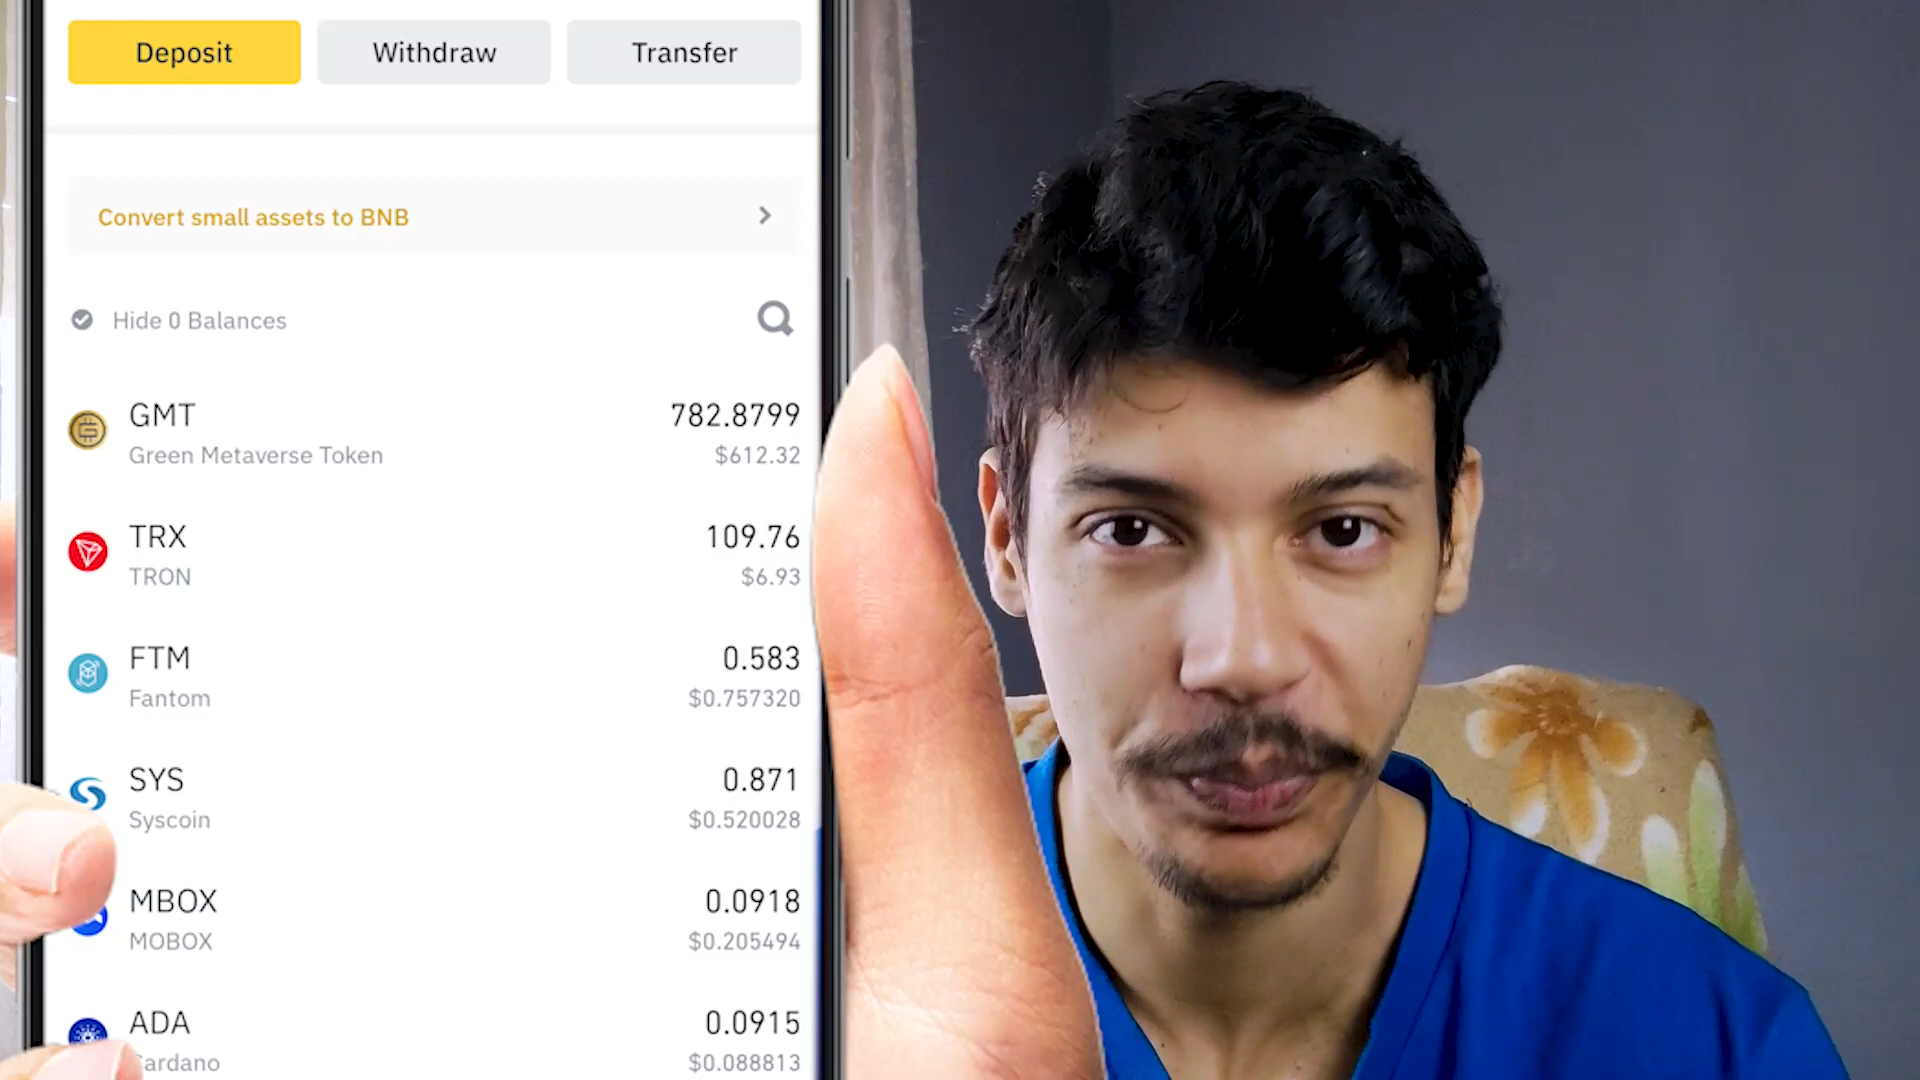 Deposit
Withdraw
Transfer
Convert small assets to BNB
Hide 0 Balances
GMT
782.8799
Green Metaverse Token
$612.32
TRX
109.76
TRON
$6.93
FTM
0.583
Fantom
$0.757320
SYS
0.871
Syscoin
$0.520028
MBOX
0.0918
MOBOX
$0.205494
ADA
0.0915
ardano
$0.088813